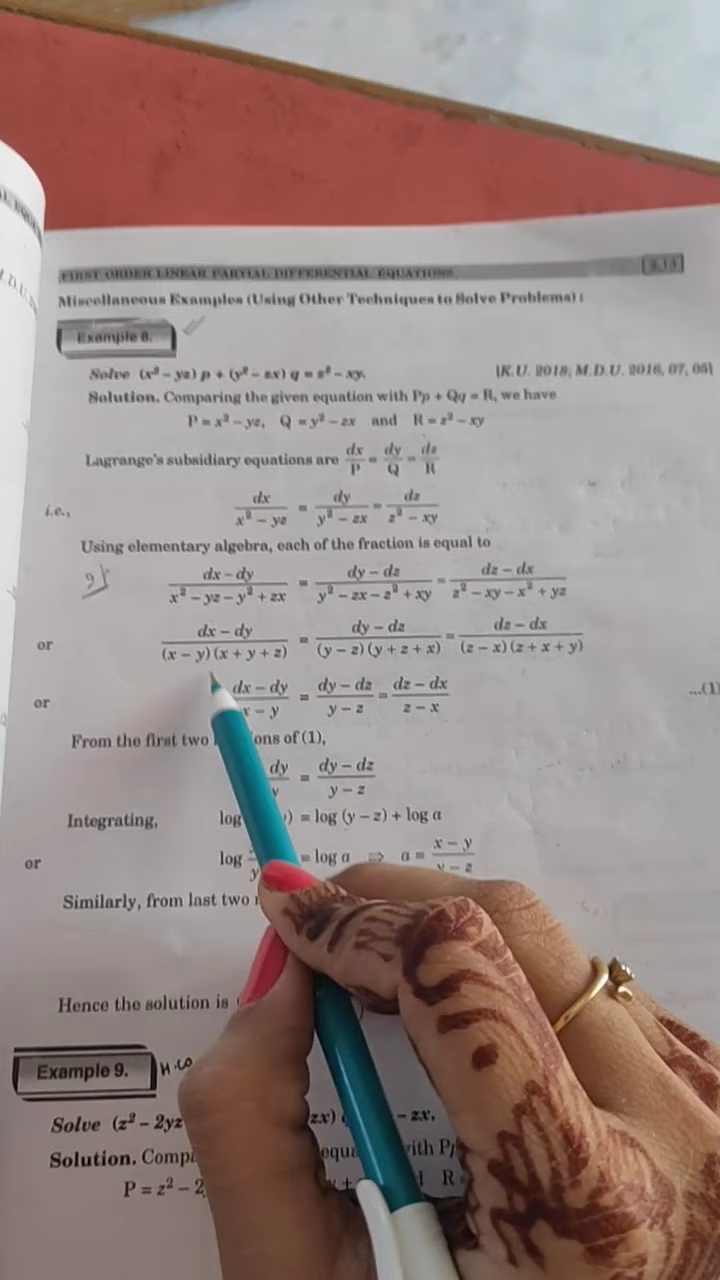 FIRST ORDER LINEAR PARTIAL DIFFERENTIAL EQUATIONS
Miscellaneous Examples (Using Other Techniques to Solve Problems) :
Example 8.
Solve (x² – yz) p + (y² – zx) q = z² – xy. [K.U. 2018; M.D.U. 2016, 07, 05]
Solution. Comparing the given equation with Pp + Qq = R, we have
P = x² – yz, Q = y² – zx and R = z² – xy
Lagrange's subsidiary equations are dx/P = dy/Q = dz/R
i.e., dx/(x² – yz) = dy/(y² – zx) = dz/(z² – xy)
Using elementary algebra, each of the fraction is equal to
(dx – dy)/(x² – yz – y² + zx) = (dy – dz)/(y² – zx – z² + xy) = (dz – dx)/(z² – xy – x² + yz)
or (dx – dy)/((x – y)(x + y + z)) = (dy – dz)/((y – z)(y + z + x)) = (dz – dx)/((z – x)(z + x + y))
or (dx – dy)/(x – y) = (dy – dz)/(y – z) = (dz – dx)/(z – x) ...(1)
From the first two ons of (1),
dy = (dy – dz)/(y – z)
Integrating, log ) = log (y – z) + log a
or log = log a ⇒ a = (x – y)/(y – z)
Similarly, from last two
Hence the solution is
Example 9. H.W
Solve (z² – 2yz zx) – zx.
Solution. equ with
P = z² – 2 R